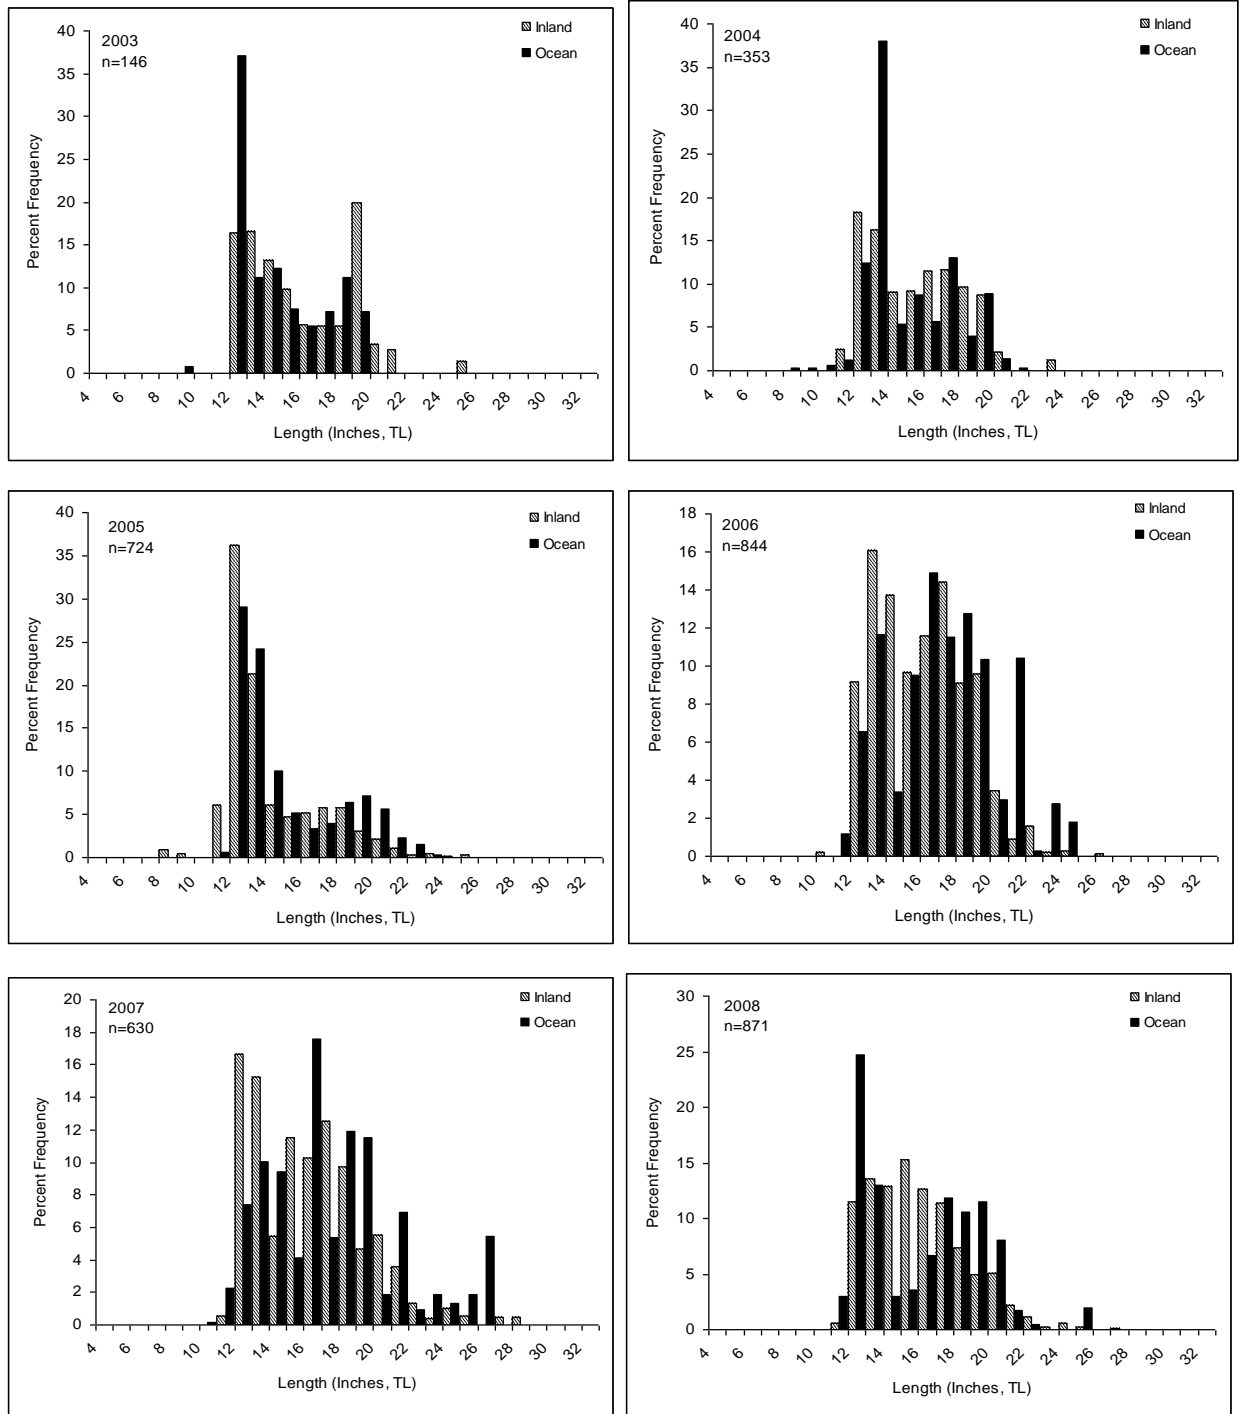 2003
n=146
Inland
Ocean
40
35
30
25
20
15
10
5
0
Percent Frequency
4 6 8 10 12 14 16 18 20 22 24 26 28 30 32
Length (Inches, TL)
2004
n=353
Inland
Ocean
40
35
30
25
20
15
10
5
0
Percent Frequency
4 6 8 10 12 14 16 18 20 22 24 26 28 30 32
Length (Inches, TL)
2005
n=724
Inland
Ocean
40
35
30
25
20
15
10
5
0
Percent Frequency
4 6 8 10 12 14 16 18 20 22 24 26 28 30 32
Length (Inches, TL)
2006
n=844
Inland
Ocean
18
16
14
12
10
8
6
4
2
0
Percent Frequency
4 6 8 10 12 14 16 18 20 22 24 26 28 30 32
Length (Inches, TL)
2007
n=630
Inland
Ocean
20
18
16
14
12
10
8
6
4
2
0
Percent Frequency
4 6 8 10 12 14 16 18 20 22 24 26 28 30 32
Length (Inches, TL)
2008
n=871
Inland
Ocean
30
25
20
15
10
5
0
Percent Frequency
4 6 8 10 12 14 16 18 20 22 24 26 28 30 32
Length (Inches, TL)